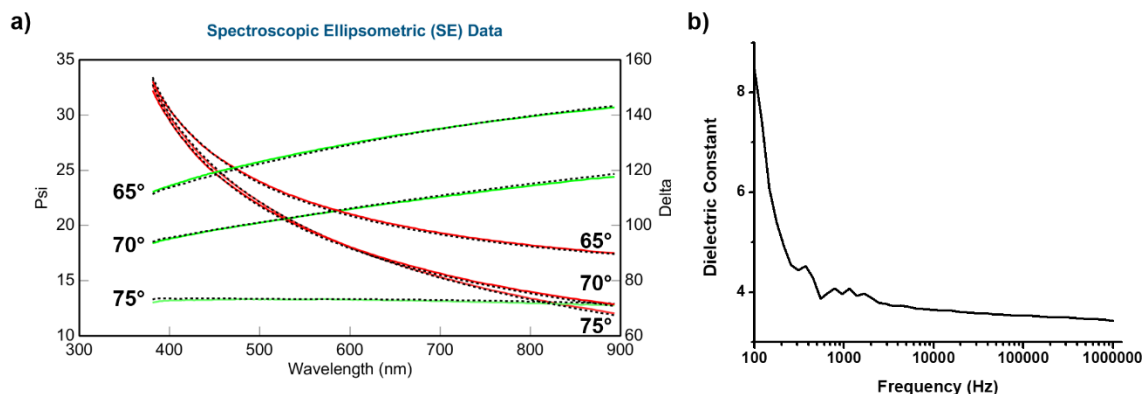 a)
Spectroscopic Ellipsometric (SE) Data
35
30
25
20
15
10
Psi
160
140
120
100
80
60
Delta
65°
70°
75°
65°
70°
75°
300 400 500 600 700 800 900
Wavelength (nm)
b)
8
6
4
Dielectric Constant
100 1000 10000 100000 1000000
Frequency (Hz)